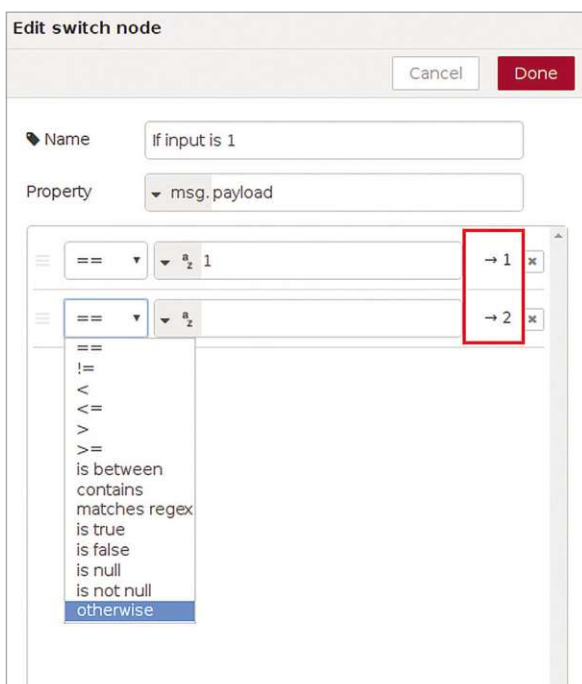 Edit switch node
Cancel Done
Name If input is 1
Property msg. payload
== a z 1 → 1 x
== a z → 2 x
==
!=
<
<=
>
>=
is between
contains
matches regex
is true
is false
is null
is not null
otherwise